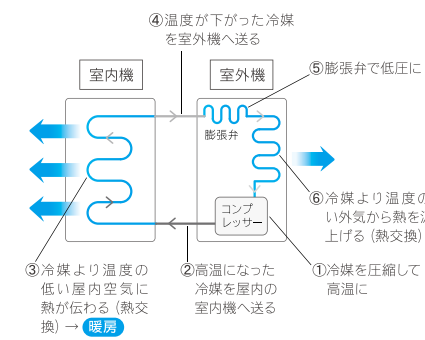 ④温度が下がった冷媒
を室外機へ送る
室内機
室外機
⑤膨張弁で低圧に
膨張弁
コンプ
レッサー
⑥冷媒より温度の
い外気から熱を
上げる（熱交換）
③冷媒より温度の
低い屋内空気に
熱が伝わる（熱交
換）→ 暖房
②高温になった
冷媒を屋内の
室内機へ送る
①冷媒を圧縮して
高温に